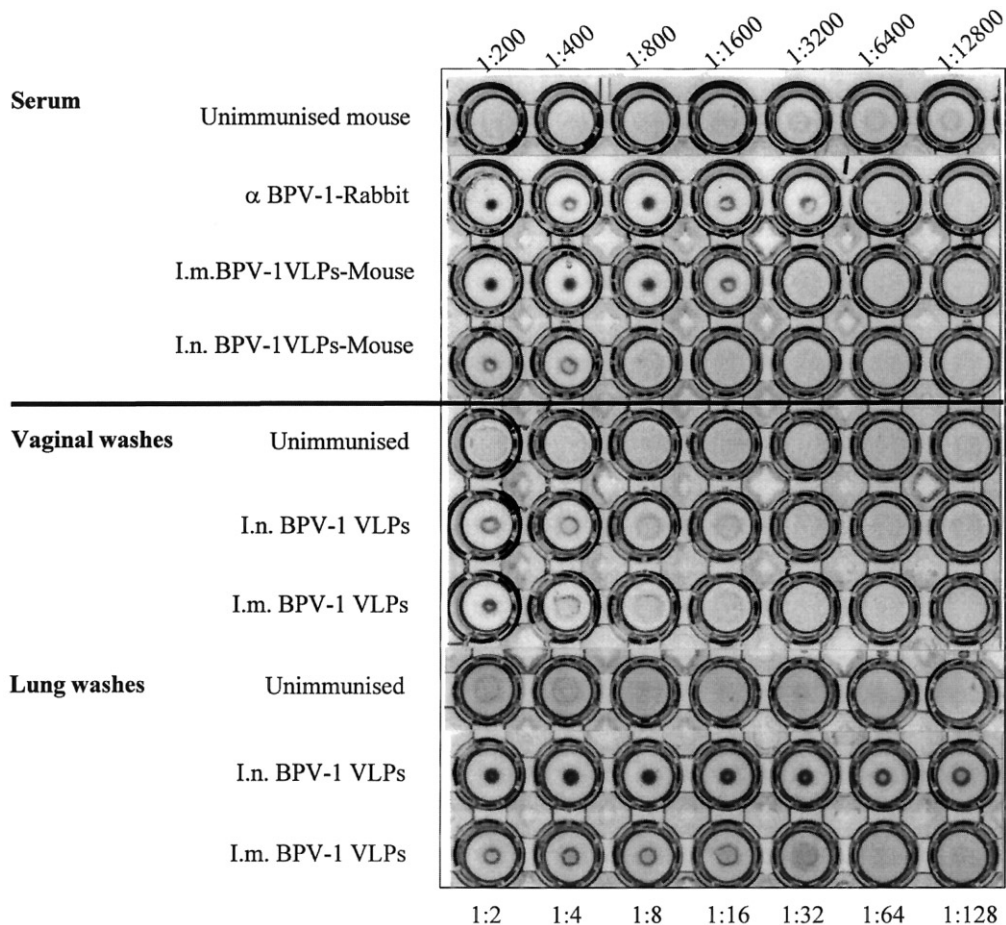 1:200 1:400 1:800 1:1600 1:3200 1:6400 1:12800
Serum
Unimmunised mouse
α BPV-1-Rabbit
I.m.BPV-1VLPs-Mouse
I.n. BPV-1VLPs-Mouse
Vaginal washes Unimmunised
I.n. BPV-1 VLPs
I.m. BPV-1 VLPs
Lung washes Unimmunised
I.n. BPV-1 VLPs
I.m. BPV-1 VLPs
1:2 1:4 1:8 1:16 1:32 1:64 1:128